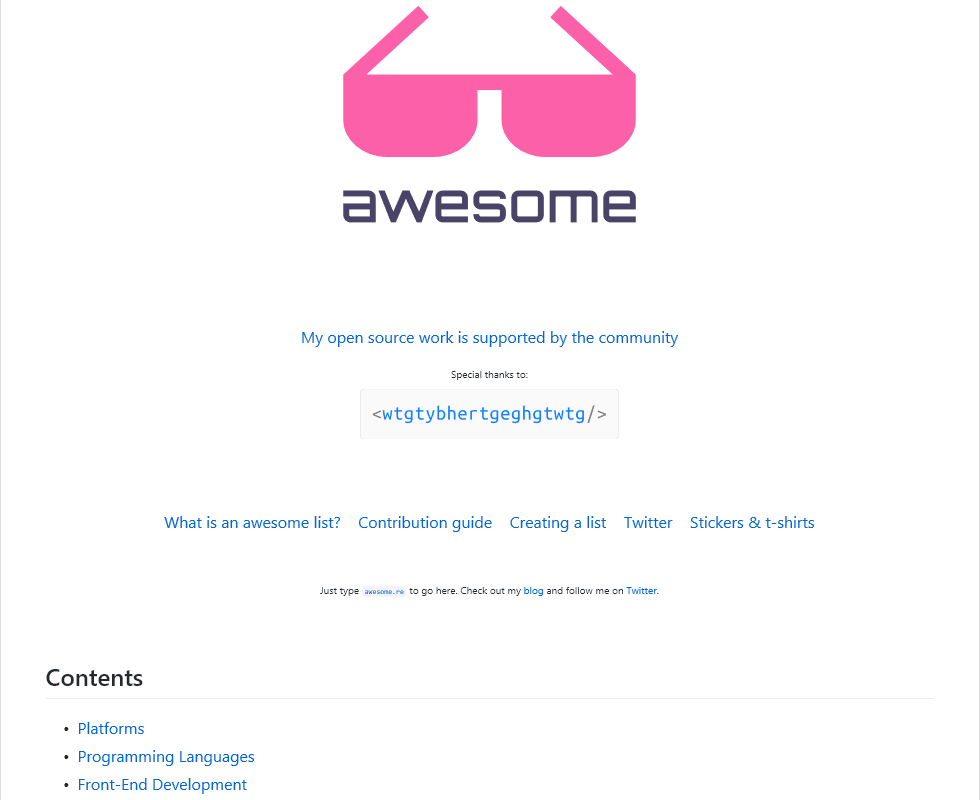 awesome
My open source work is supported by the community
Special thanks to:
<wtgtybhertgeghgtwtg/>
What is an awesome list? Contribution guide Creating a list Twitter Stickers & t-shirts
Just type awesome.re to go here. Check out my blog and follow me on Twitter.
Contents
• Platforms
• Programming Languages
• Front-End Development